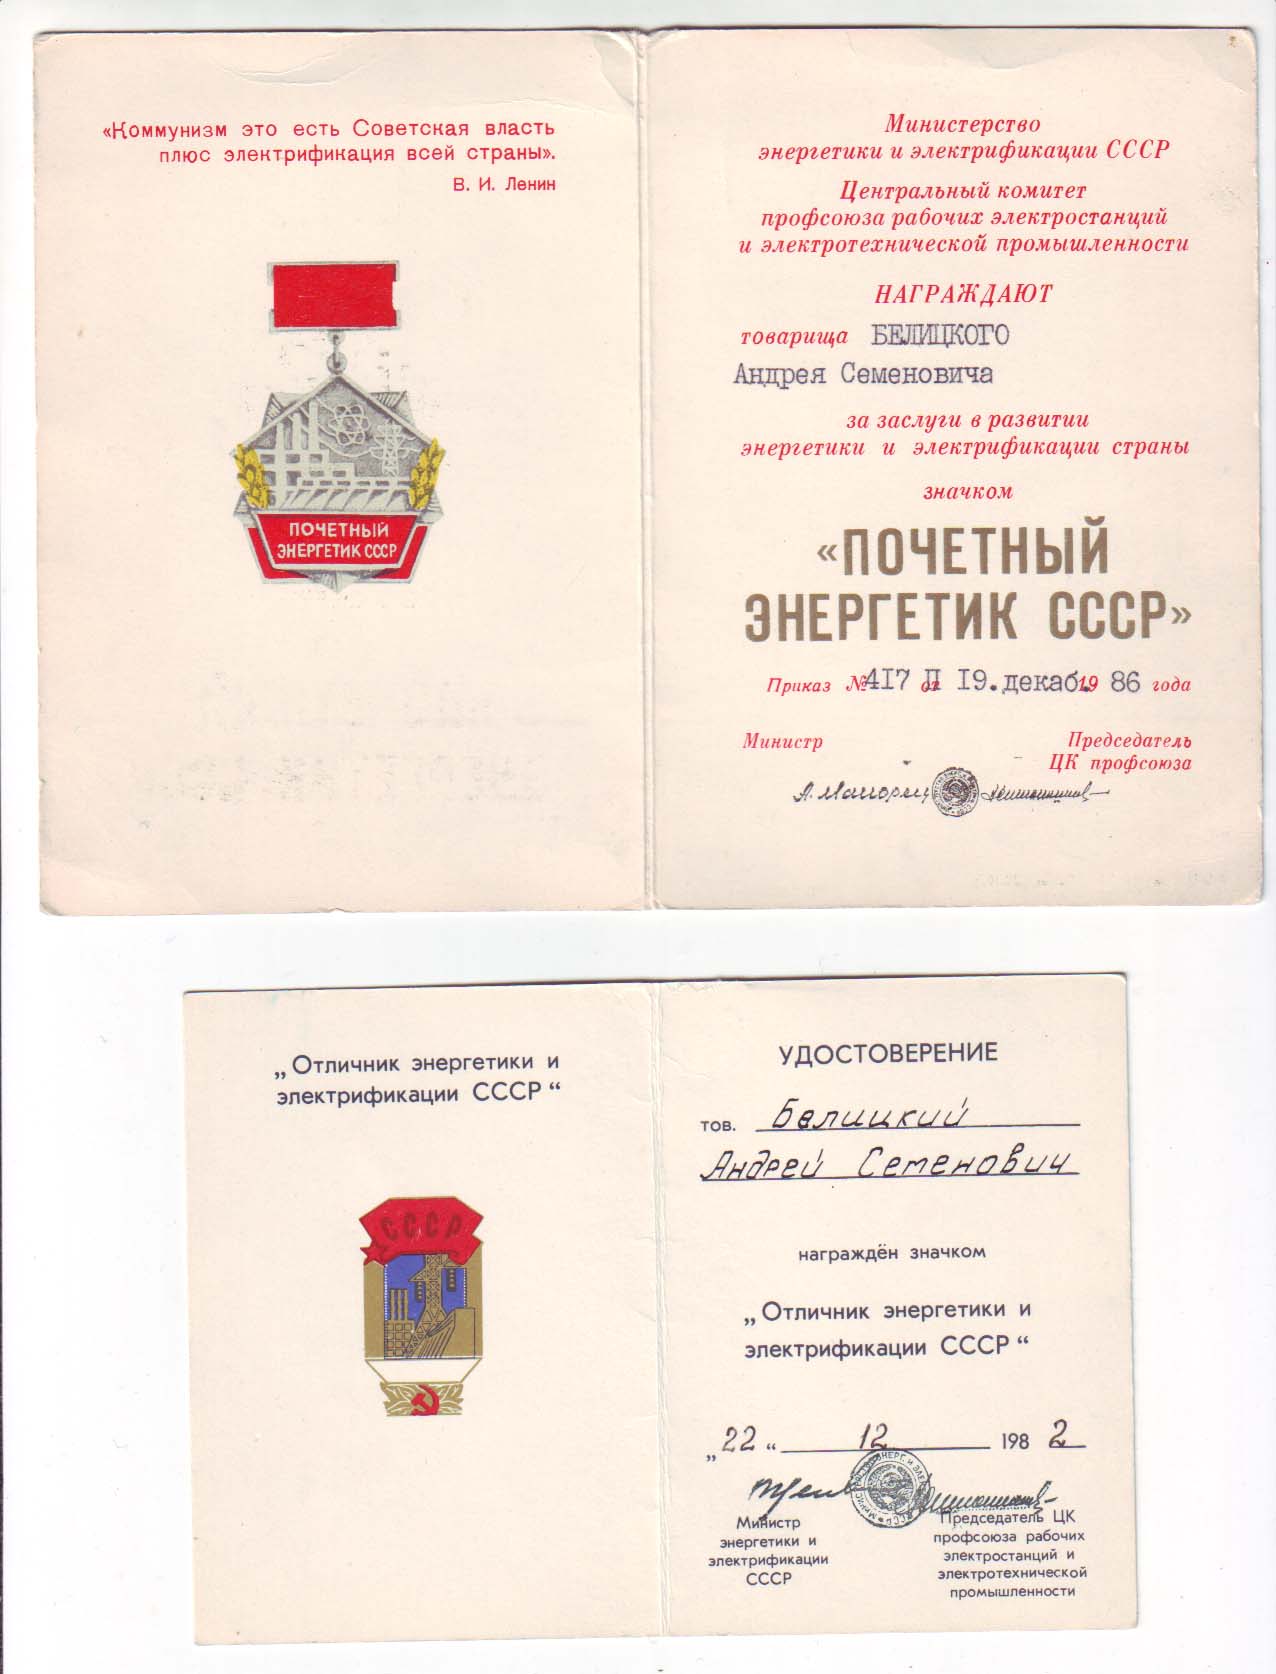 «Коммунизм это есть Советская власть
плюс электрификация всей страны».
В. И. Ленин
ПОЧЕТНЫЙ
ЭНЕРГЕТИК СССР
Министерство
энергетики и электрификации СССР
Центральный комитет
профсоюза рабочих электростанций
и электротехнической промышленности
НАГРАЖДАЮТ
товарища БЕЛИЦКОГО
Андрея Семеновича
за заслуги в развитии
энергетики и электрификации страны
значком
«ПОЧЕТНЫЙ
ЭНЕРГЕТИК СССР»
Приказ № 417 П от 19.декаб. 19 86 года
Министр
Председатель
ЦК профсоюза
А. Майорец
„Отличник энергетики и
электрификации СССР“
СССР
УДОСТОВЕРЕНИЕ
тов. Белицкий
Андрей Семенович
награждён значком
„Отличник энергетики и
электрификации СССР“
„22“ 12 1982
Министр
энергетики и
электрификации
СССР
Председатель ЦК
профсоюза рабочих
электростанций и
электротехнической
промышленности